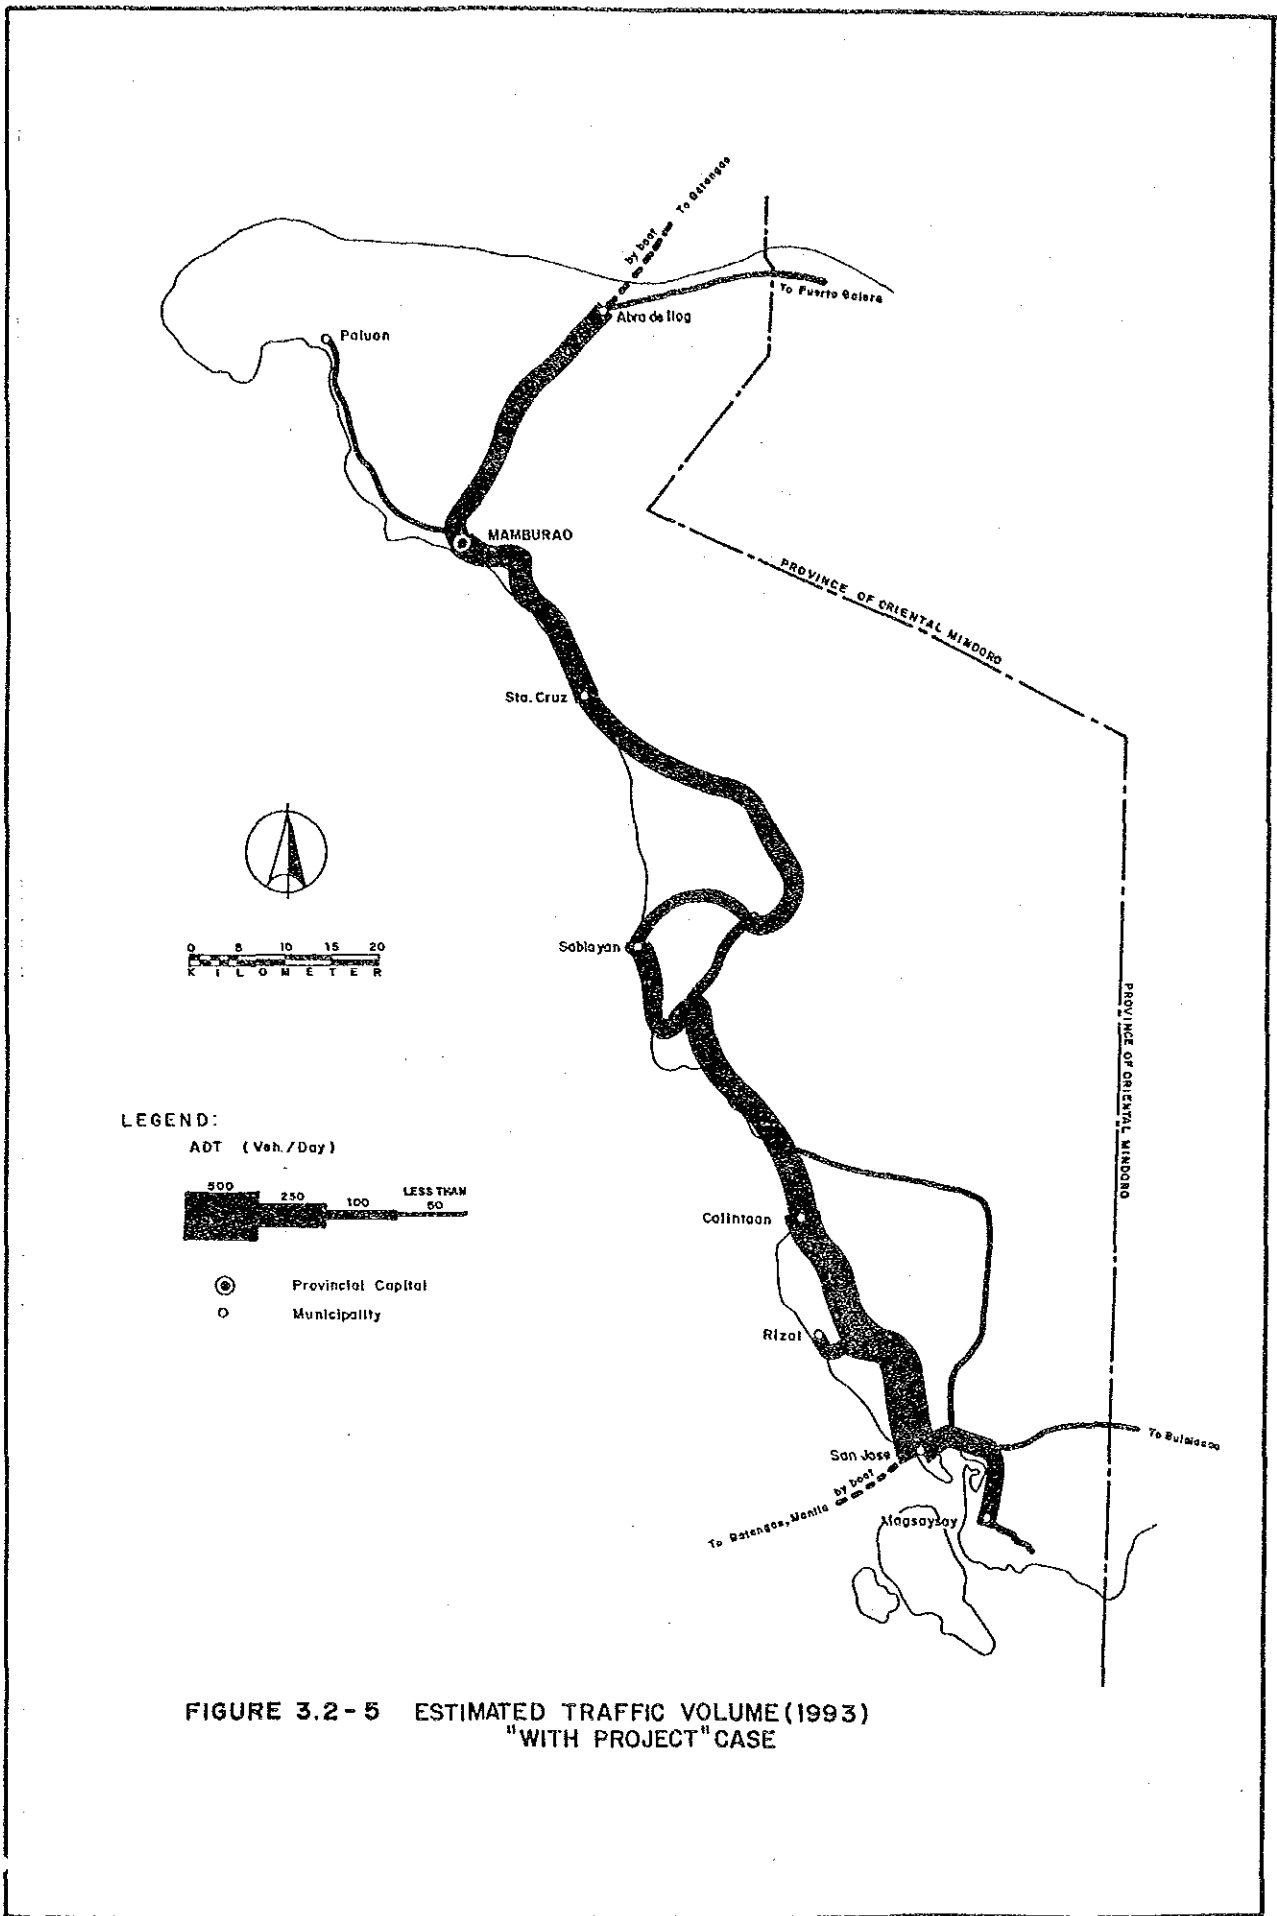 by boat
To Batangas
To Puerto Galera
Abra de Ilog
Paluan
MAMBURAO
PROVINCE OF ORIENTAL MINDORO
Sta. Cruz
0 5 10 15 20
KILOMETER
Sablayan
PROVINCE OF ORIENTAL MINDORO
LEGEND:
ADT (Veh./Day)
500
250
100
LESS THAN
50
Calintaan
Provincial Capital
Municipality
Rizal
San Jose
To Bulalacao
by boat
To Batangas, Manila
Magsaysay
FIGURE 3.2-5 ESTIMATED TRAFFIC VOLUME (1993)
"WITH PROJECT" CASE